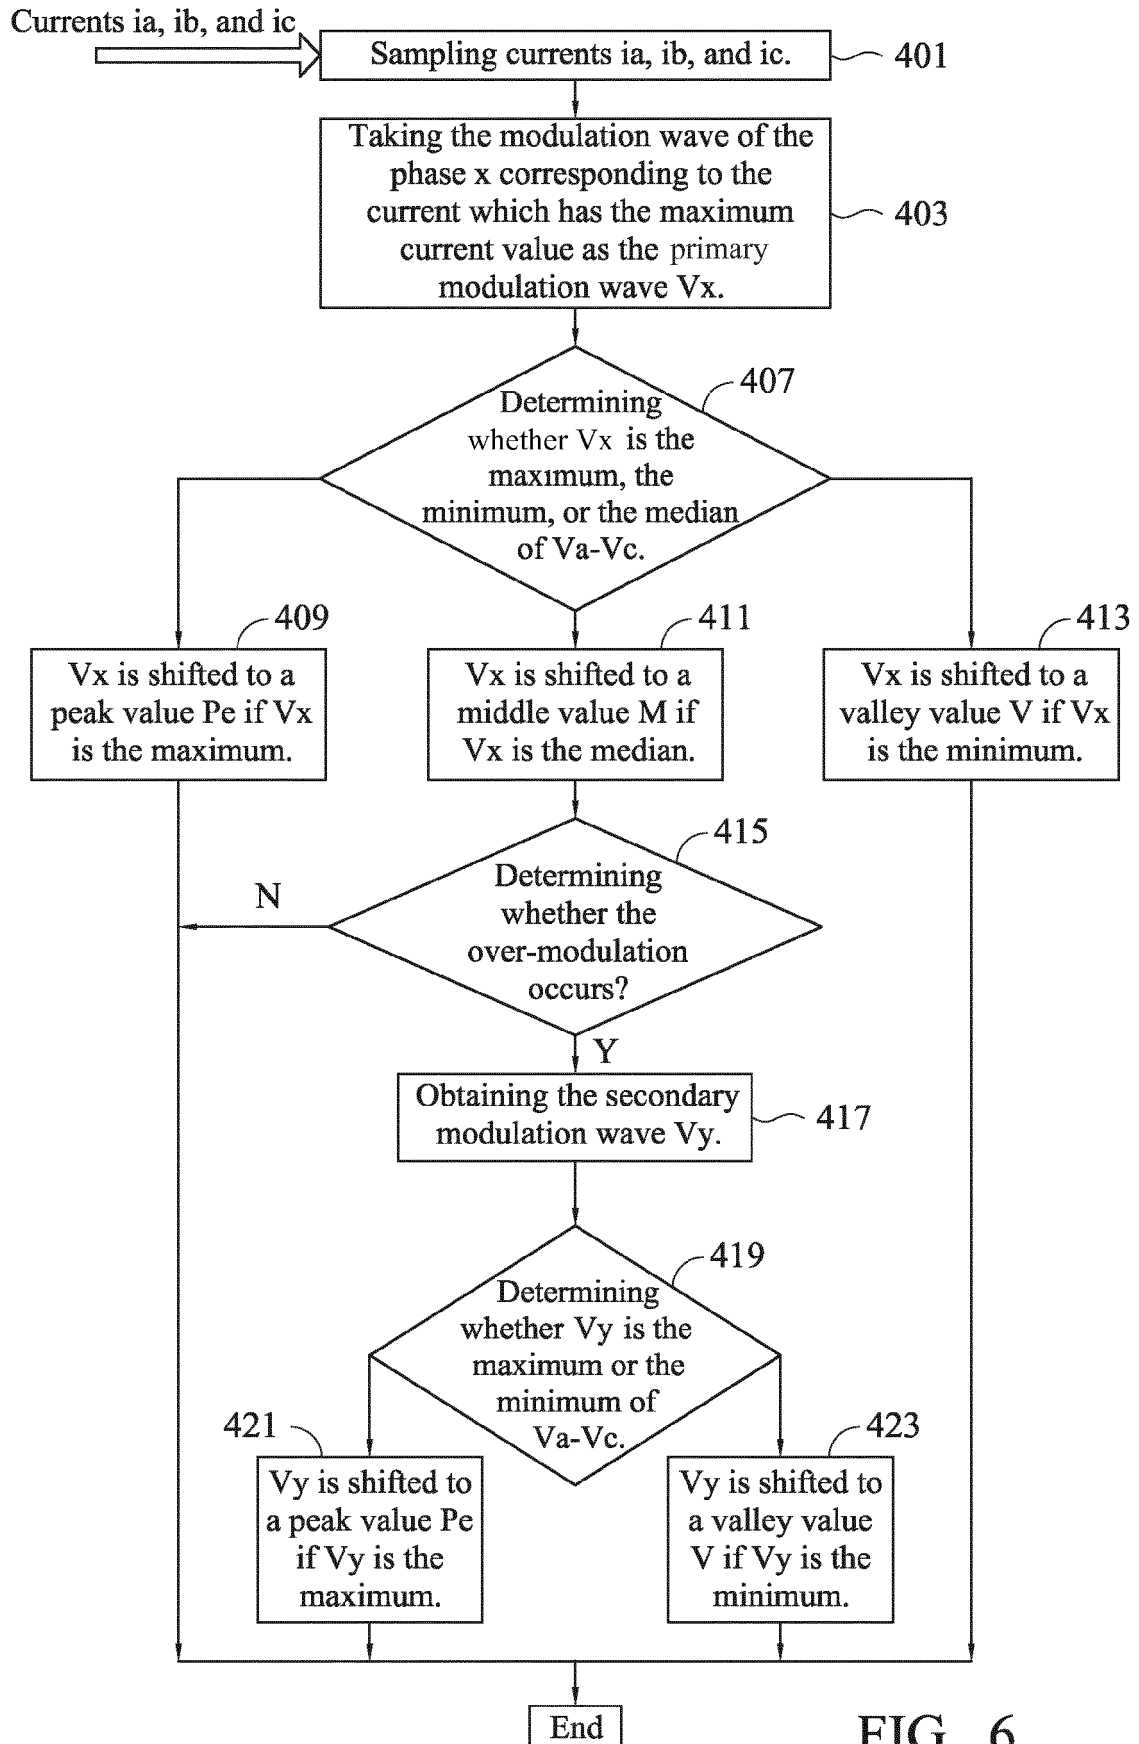 Currents ia, ib, and ic
Sampling currents ia, ib, and ic.
401
Taking the modulation wave of the
phase x corresponding to the
current which has the maximum
current value as the primary
modulation wave Vx.
403
407
Determining
whether Vx is the
maximum, the
minimum, or the median
of Va-Vc.
409
Vx is shifted to a
peak value Pe if Vx
is the maximum.
411
Vx is shifted to a
middle value M if
Vx is the median.
413
Vx is shifted to a
valley value V if Vx
is the minimum.
415
Determining
whether the
over-modulation
occurs?
N
Y
Obtaining the secondary
modulation wave Vy.
417
419
Determining
whether Vy is the
maximum or the
minimum of
Va-Vc.
421
Vy is shifted to
a peak value Pe
if Vy is the
maximum.
423
Vy is shifted to
a valley value
V if Vy is the
minimum.
End
FIG. 6